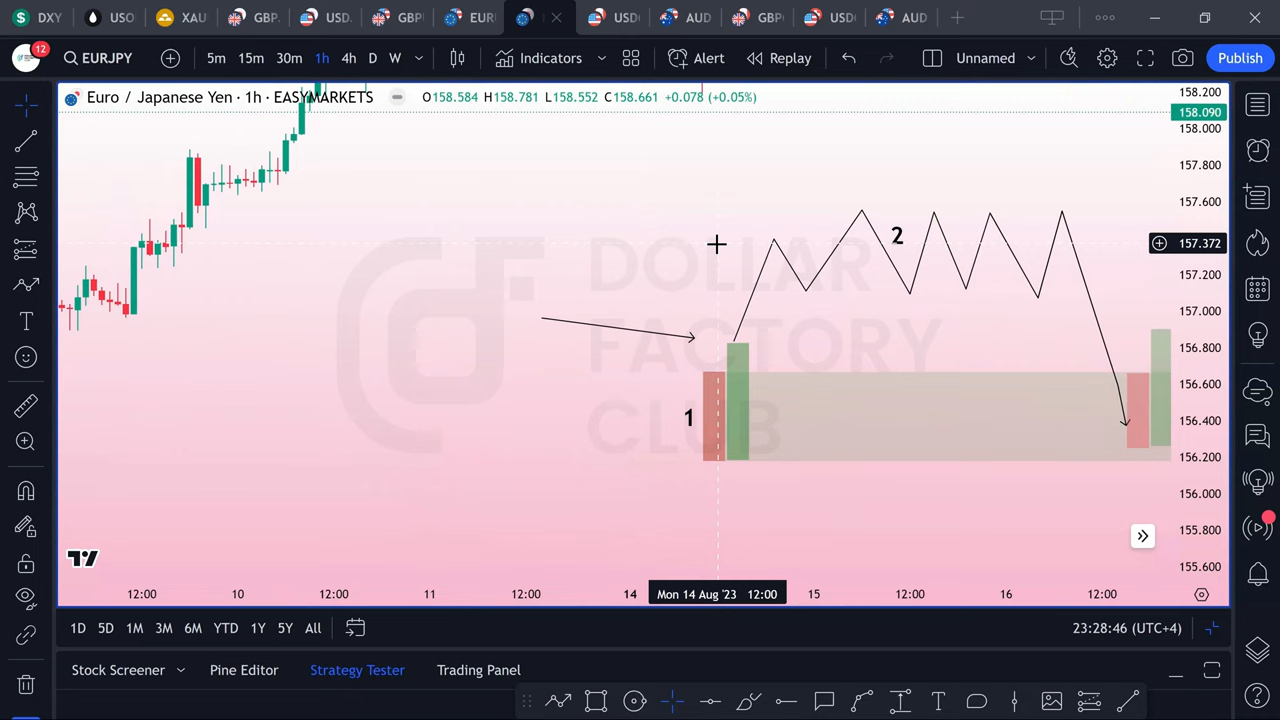 DXY
USO
XAU
GBP.
USD.
GBP
EUR
USD
AUD
GBP
USD
AUD
12
EURJPY
5m 15m 1h 4h D W
Indicators
Alert
Replay
Unnamed
Publish
Euro / Japanese Yen · 1h · EASYMARKETS
O158.584 H158.781 L158.552 C158.661 +0.078 (+0.05%)
158.200
158.090
158.000
157.800
157.600
157.372
157.200
157.000
156.800
156.600
156.400
156.200
156.000
155.800
155.600
DOLLAR
FACTORY
CLUB
2
1
12:00 10 12:00 11 12:00 14 Mon 14 Aug '23 12:00 15 12:00 16 12:00
1D 5D 1M 3M 6M YTD 1Y 5Y All
23:28:46 (UTC+4)
Stock Screener
Pine Editor
Strategy Tester
Trading Panel